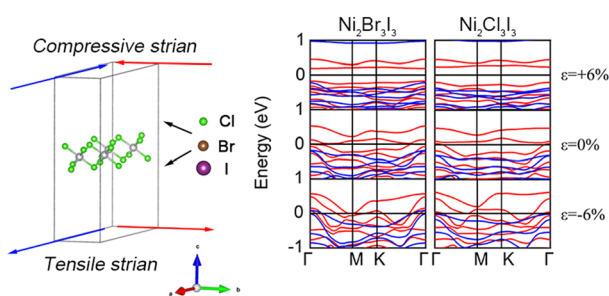 Compressive strian
Cl
Br
I
Tensile strian
c
a
b
Ni₂Br₃I₃
Ni₂Cl₃I₃
Energy (eV)
1
0
1
0
1
0
-1
ε=+6%
ε=0%
ε=-6%
Γ M K Γ Γ M K Γ